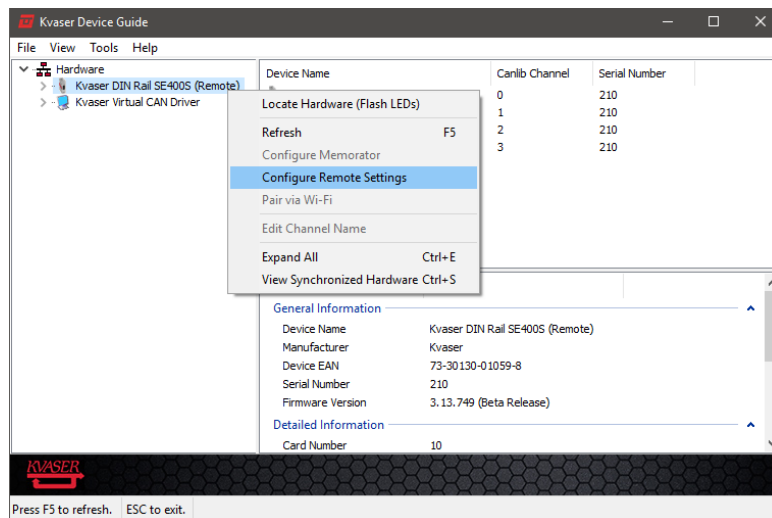 Kvaser Device Guide
File View Tools Help
Hardware
Kvaser DIN Rail SE400S (Remote)
Kvaser Virtual CAN Driver
Device Name Canlib Channel Serial Number
0 210
1 210
2 210
3 210
Locate Hardware (Flash LEDs)
Refresh F5
Configure Memorator
Configure Remote Settings
Pair via Wi-Fi
Edit Channel Name
Expand All Ctrl+E
View Synchronized Hardware Ctrl+S
General Information
Device Name Kvaser DIN Rail SE400S (Remote)
Manufacturer Kvaser
Device EAN 73-30130-01059-8
Serial Number 210
Firmware Version 3.13.749 (Beta Release)
Detailed Information
Card Number 10
KVASER
Press F5 to refresh. ESC to exit.